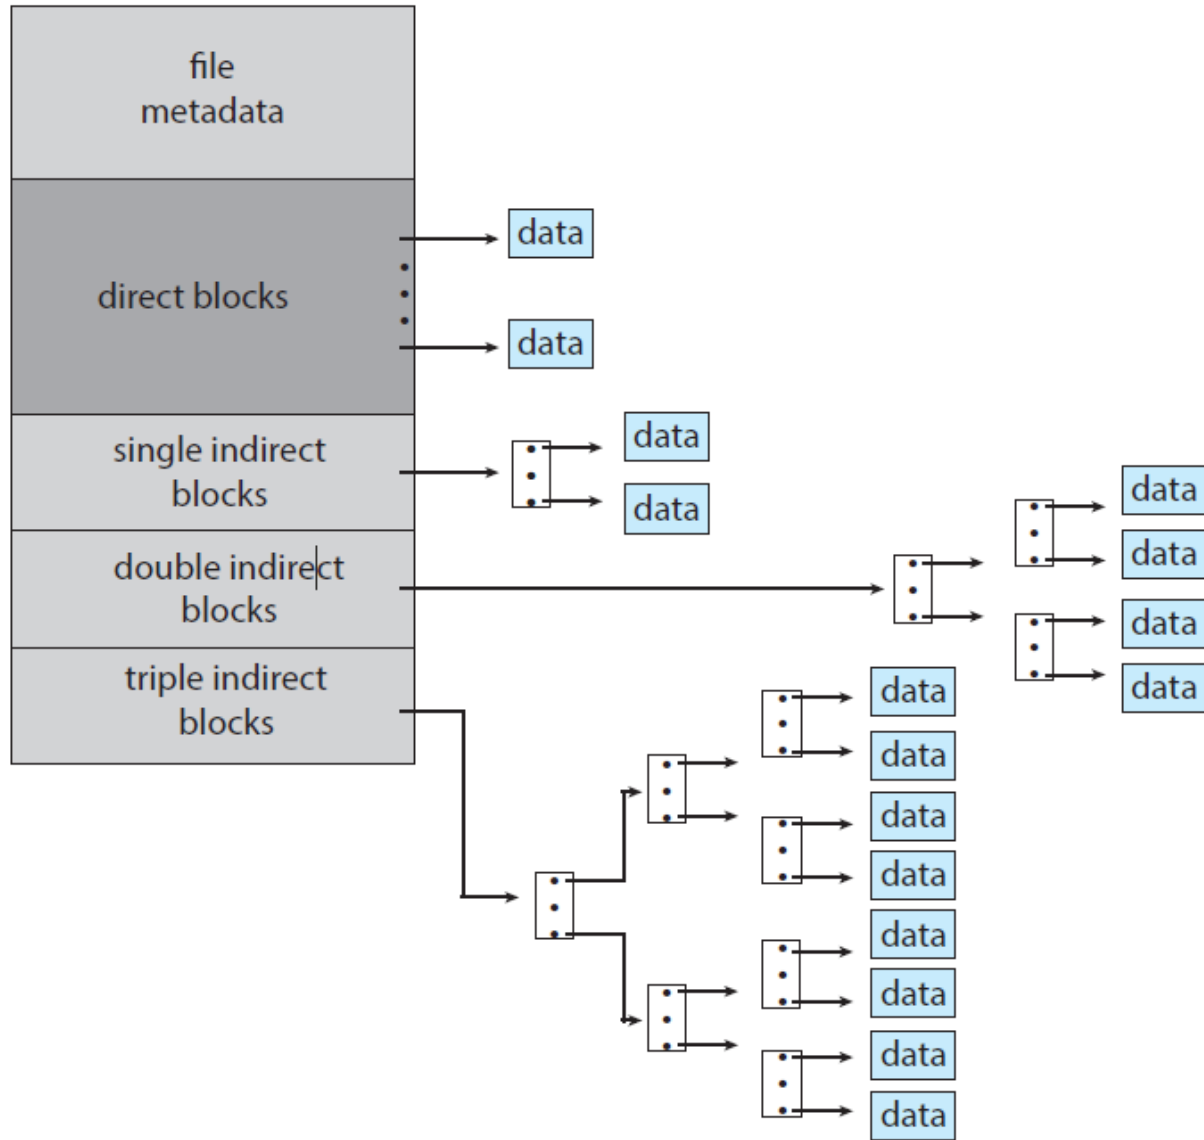 file
metadata
direct blocks
data
data
single indirect
blocks
data
data
double indirect
blocks
data
data
data
data
triple indirect
blocks
data
data
data
data
data
data
data
data